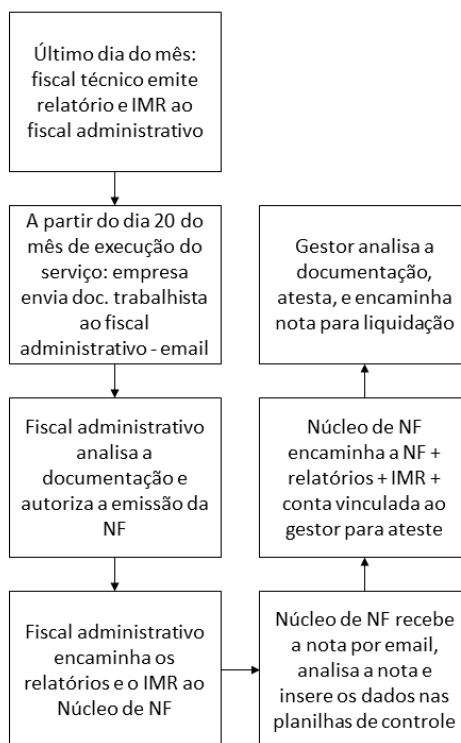 Último dia do mês:
fiscal técnico emite
relatório e IMR ao
fiscal administrativo
A partir do dia 20 do
mês de execução do
serviço: empresa
envia doc. trabalhista
ao fiscal
administrativo - email
Fiscal administrativo
analisa a
documentação e
autoriza a emissão da
NF
Fiscal administrativo
encaminha os
relatórios e o IMR ao
Núcleo de NF
Núcleo de NF recebe
a nota por email,
analisa a nota e
insere os dados nas
planilhas de controle
Núcleo de NF
encaminha a NF +
relatórios + IMR +
conta vinculada ao
gestor para ateste
Gestor analisa a
documentação,
atesta, e encaminha
nota para liquidação